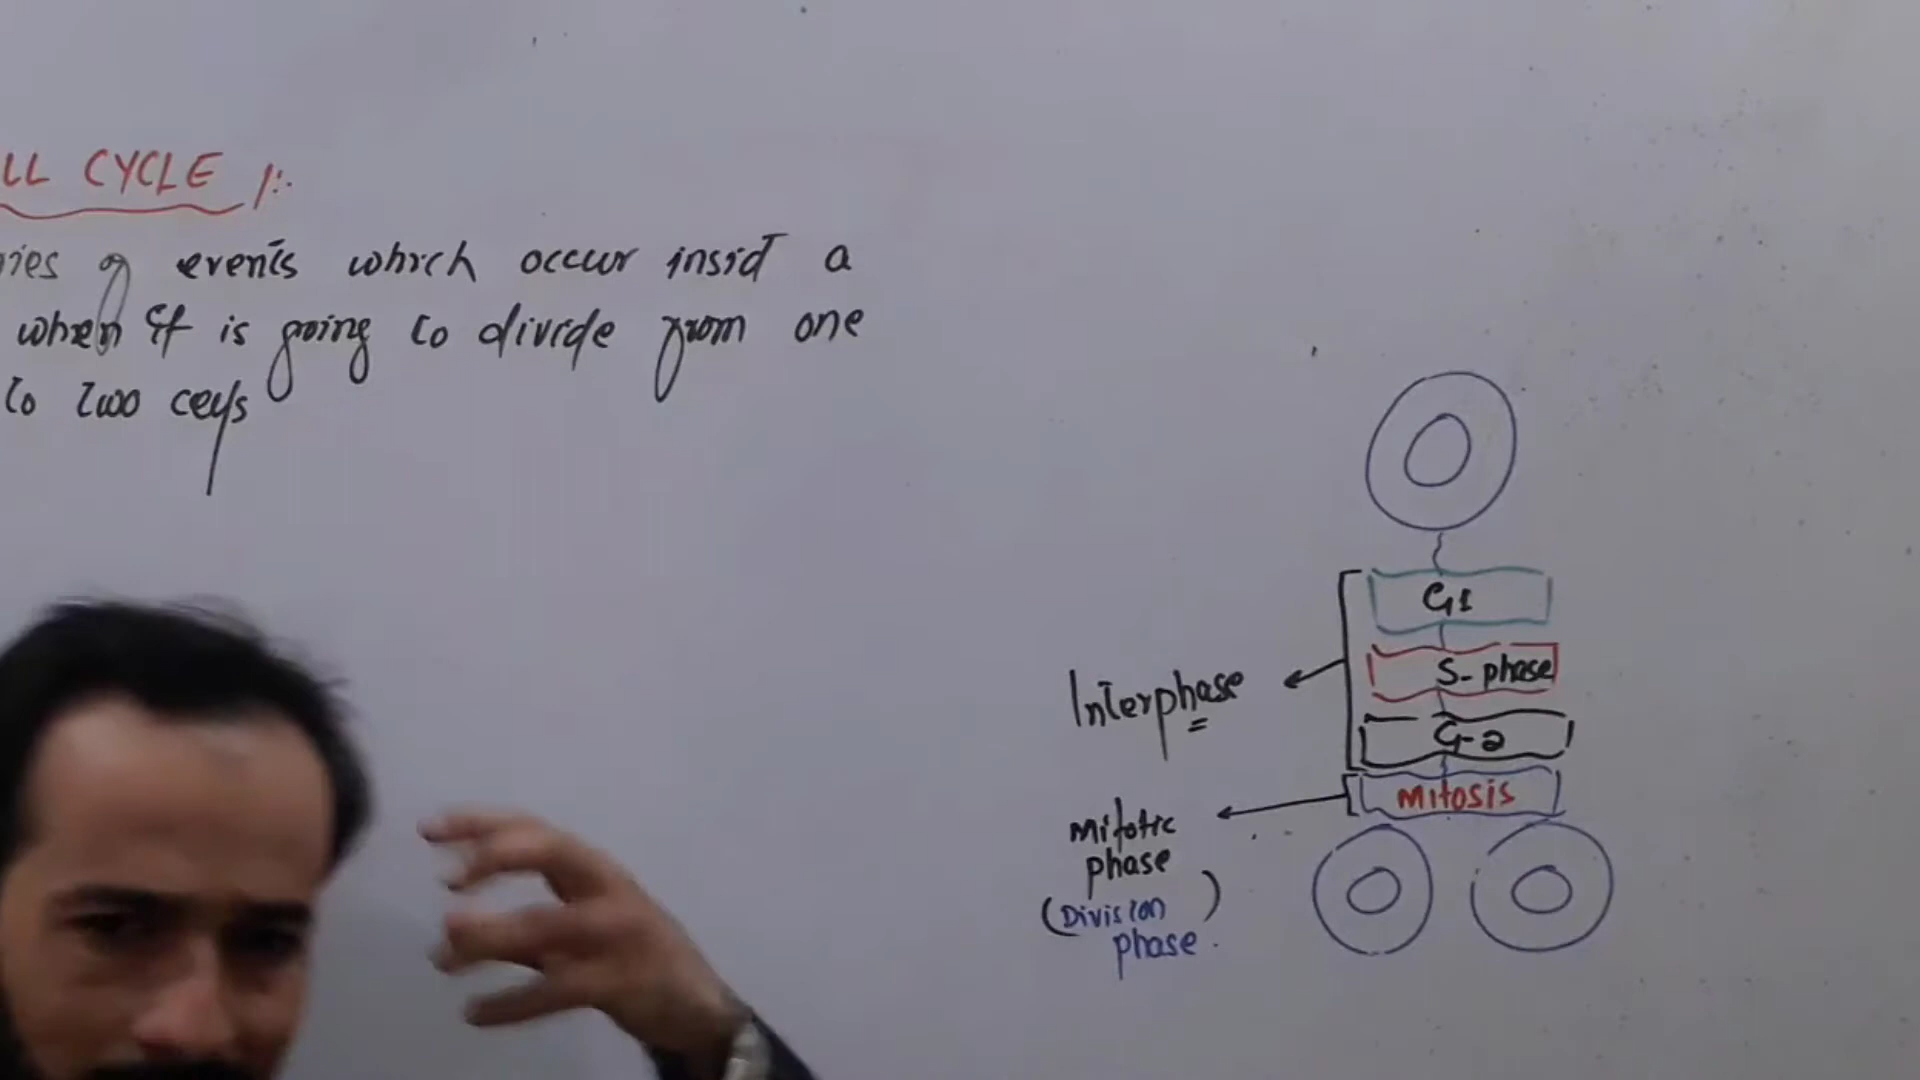 LL CYCLE :
ries of events which occur insid a
when it is going to divide from one
to two cells
G1
S-phase
G-2
Mitosis
Interphase
Mitotic
phase
(Division)
phase.